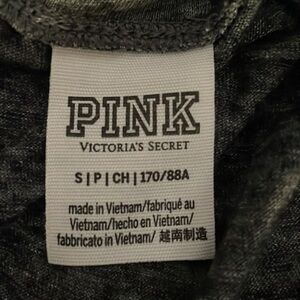 PINK
VICTORIA'S SECRET
S | P | CH | 170/88A
made in Vietnam/fabriqué au
Vietnam/hecho en Vietnam/
fabbricato in Vietnam/ 越南制造